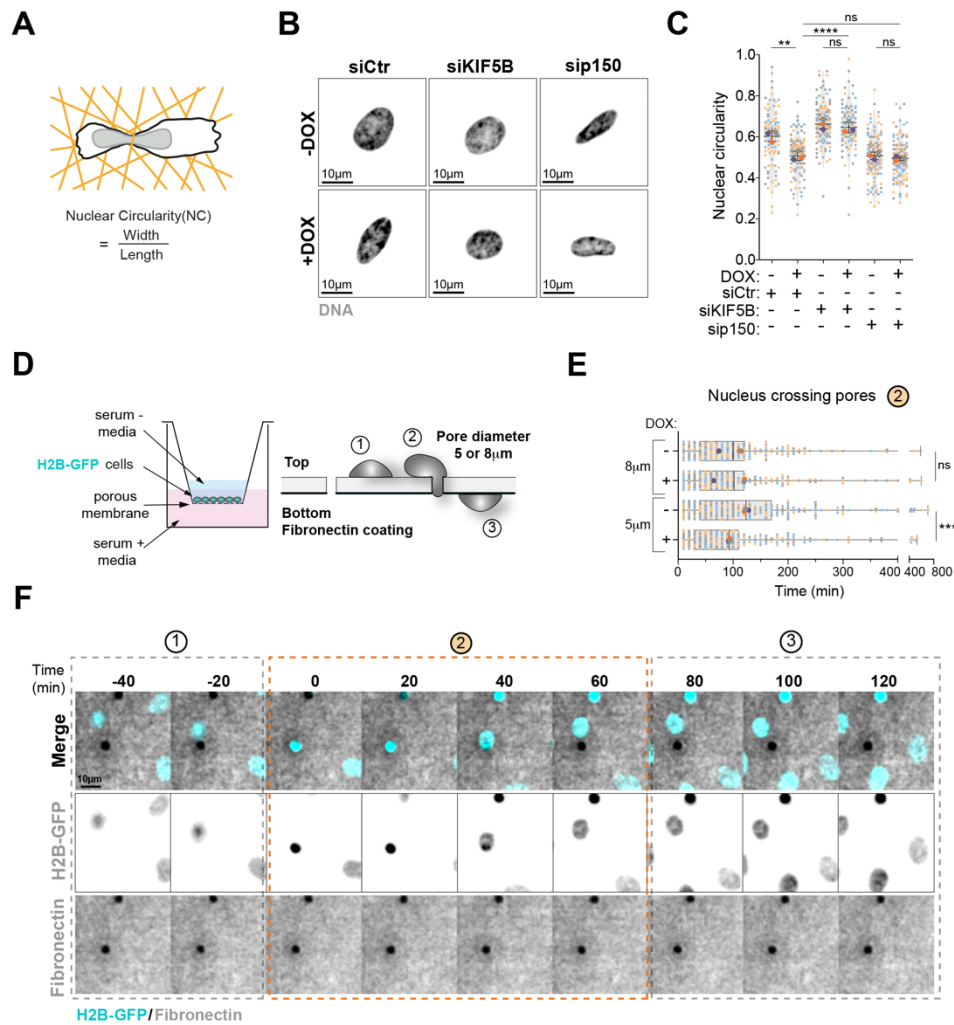 A
Nuclear Circularity(NC)
= Width
Length
B
siCtr siKIF5B sip150
-DOX
10µm 10µm 10µm
+DOX
10µm 10µm 10µm
DNA
C
ns
****
** ns ns
Nuclear circularity
1.0
0.8
0.6
0.4
0.2
0.0
DOX: - + - + - +
siCtr: + + - - - -
siKIF5B: - - + + - -
sip150: - - - - + +
D
serum -
media
H2B-GFP cells
porous
membrane
serum +
media
Top
Bottom
Fibronectin coating
1 2 3
Pore diameter
5 or 8µm
E
Nucleus crossing pores 2
DOX:
8µm - +
5µm - +
ns
***
0 100 200 300 400 400 800
Time (min)
F
1 2 3
Time
(min)
-40 -20 0 20 40 60 80 100 120
Merge
10µm
H2B-GFP
Fibronectin
H2B-GFP/Fibronectin